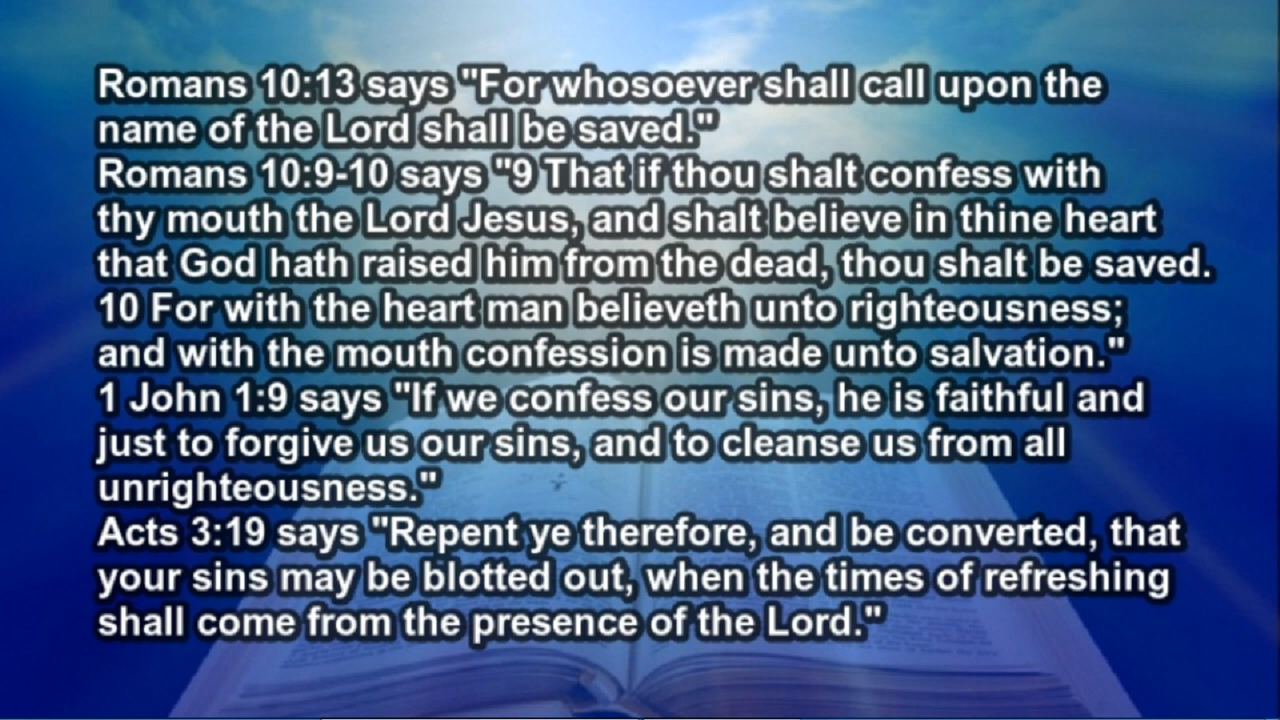 Romans 10:13 says "For whosoever shall call upon the
name of the Lord shall be saved."
Romans 10:9-10 says "9 That if thou shalt confess with
thy mouth the Lord Jesus, and shalt believe in thine heart
that God hath raised him from the dead, thou shalt be saved.
10 For with the heart man believeth unto righteousness;
and with the mouth confession is made unto salvation."
1 John 1:9 says "If we confess our sins, he is faithful and
just to forgive us our sins, and to cleanse us from all
unrighteousness."
Acts 3:19 says "Repent ye therefore, and be converted, that
your sins may be blotted out, when the times of refreshing
shall come from the presence of the Lord."